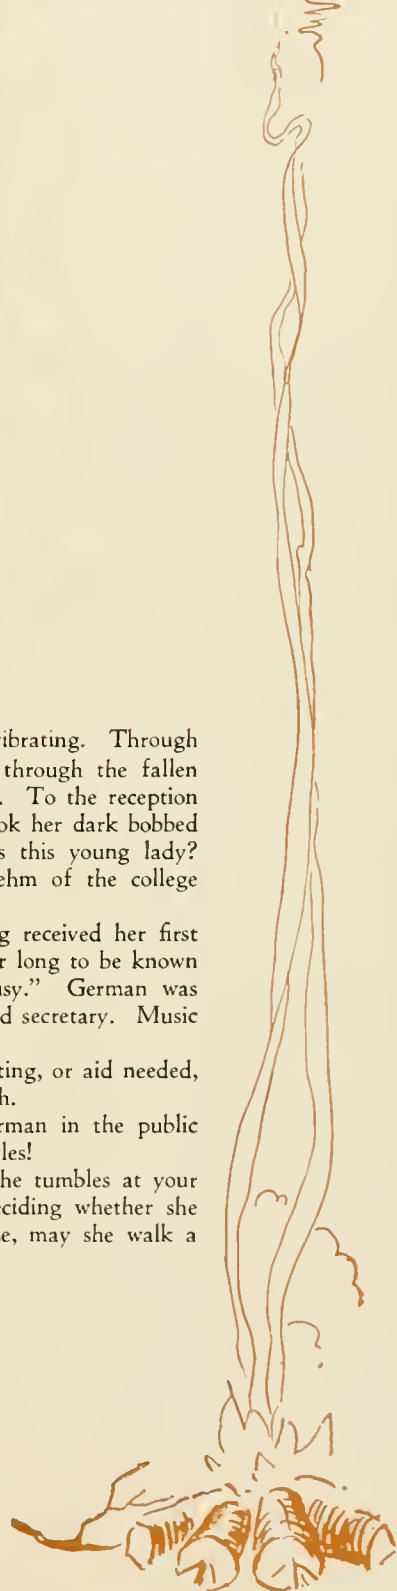 ibrating. Through
through the fallen
. To the reception
ok her dark bobbed
s this young lady?
ehm of the college
g received her first
r long to be known
usy.” German was
d secretary. Music
ting, or aid needed,
h.
rman in the public
les!
he tumbles at your
eciding whether she
e, may she walk a